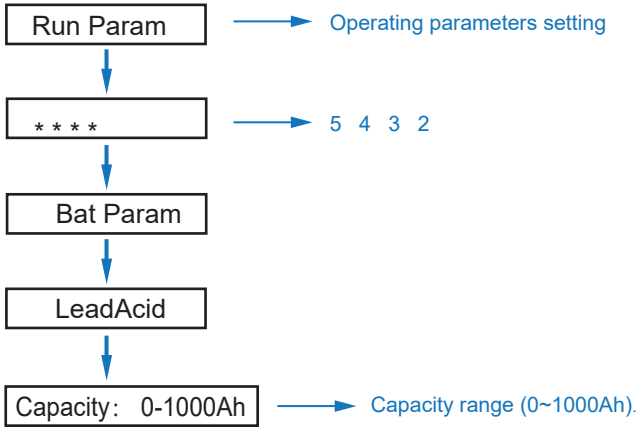 Run Param
Operating parameters setting
* * * *
5 4 3 2
Bat Param
LeadAcid
Capacity: 0-1000Ah
Capacity range (0~1000Ah).